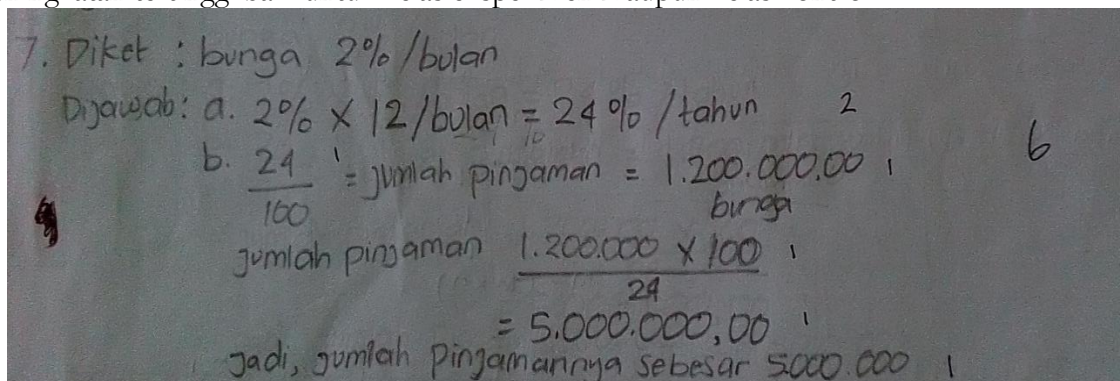 7. Diket : bunga 2% /bulan
Dijawab: a. 2% × 12/bulan = 24% /tahun 2
b. 24/100 = jumlah pinjaman = 1.200.000,00 1
6
bunga
jumlah pinjaman 1.200.000 × 100 / 24 1
= 5.000.000,00 1
Jadi, jumlah pinjamannya sebesar 5.000.000 1